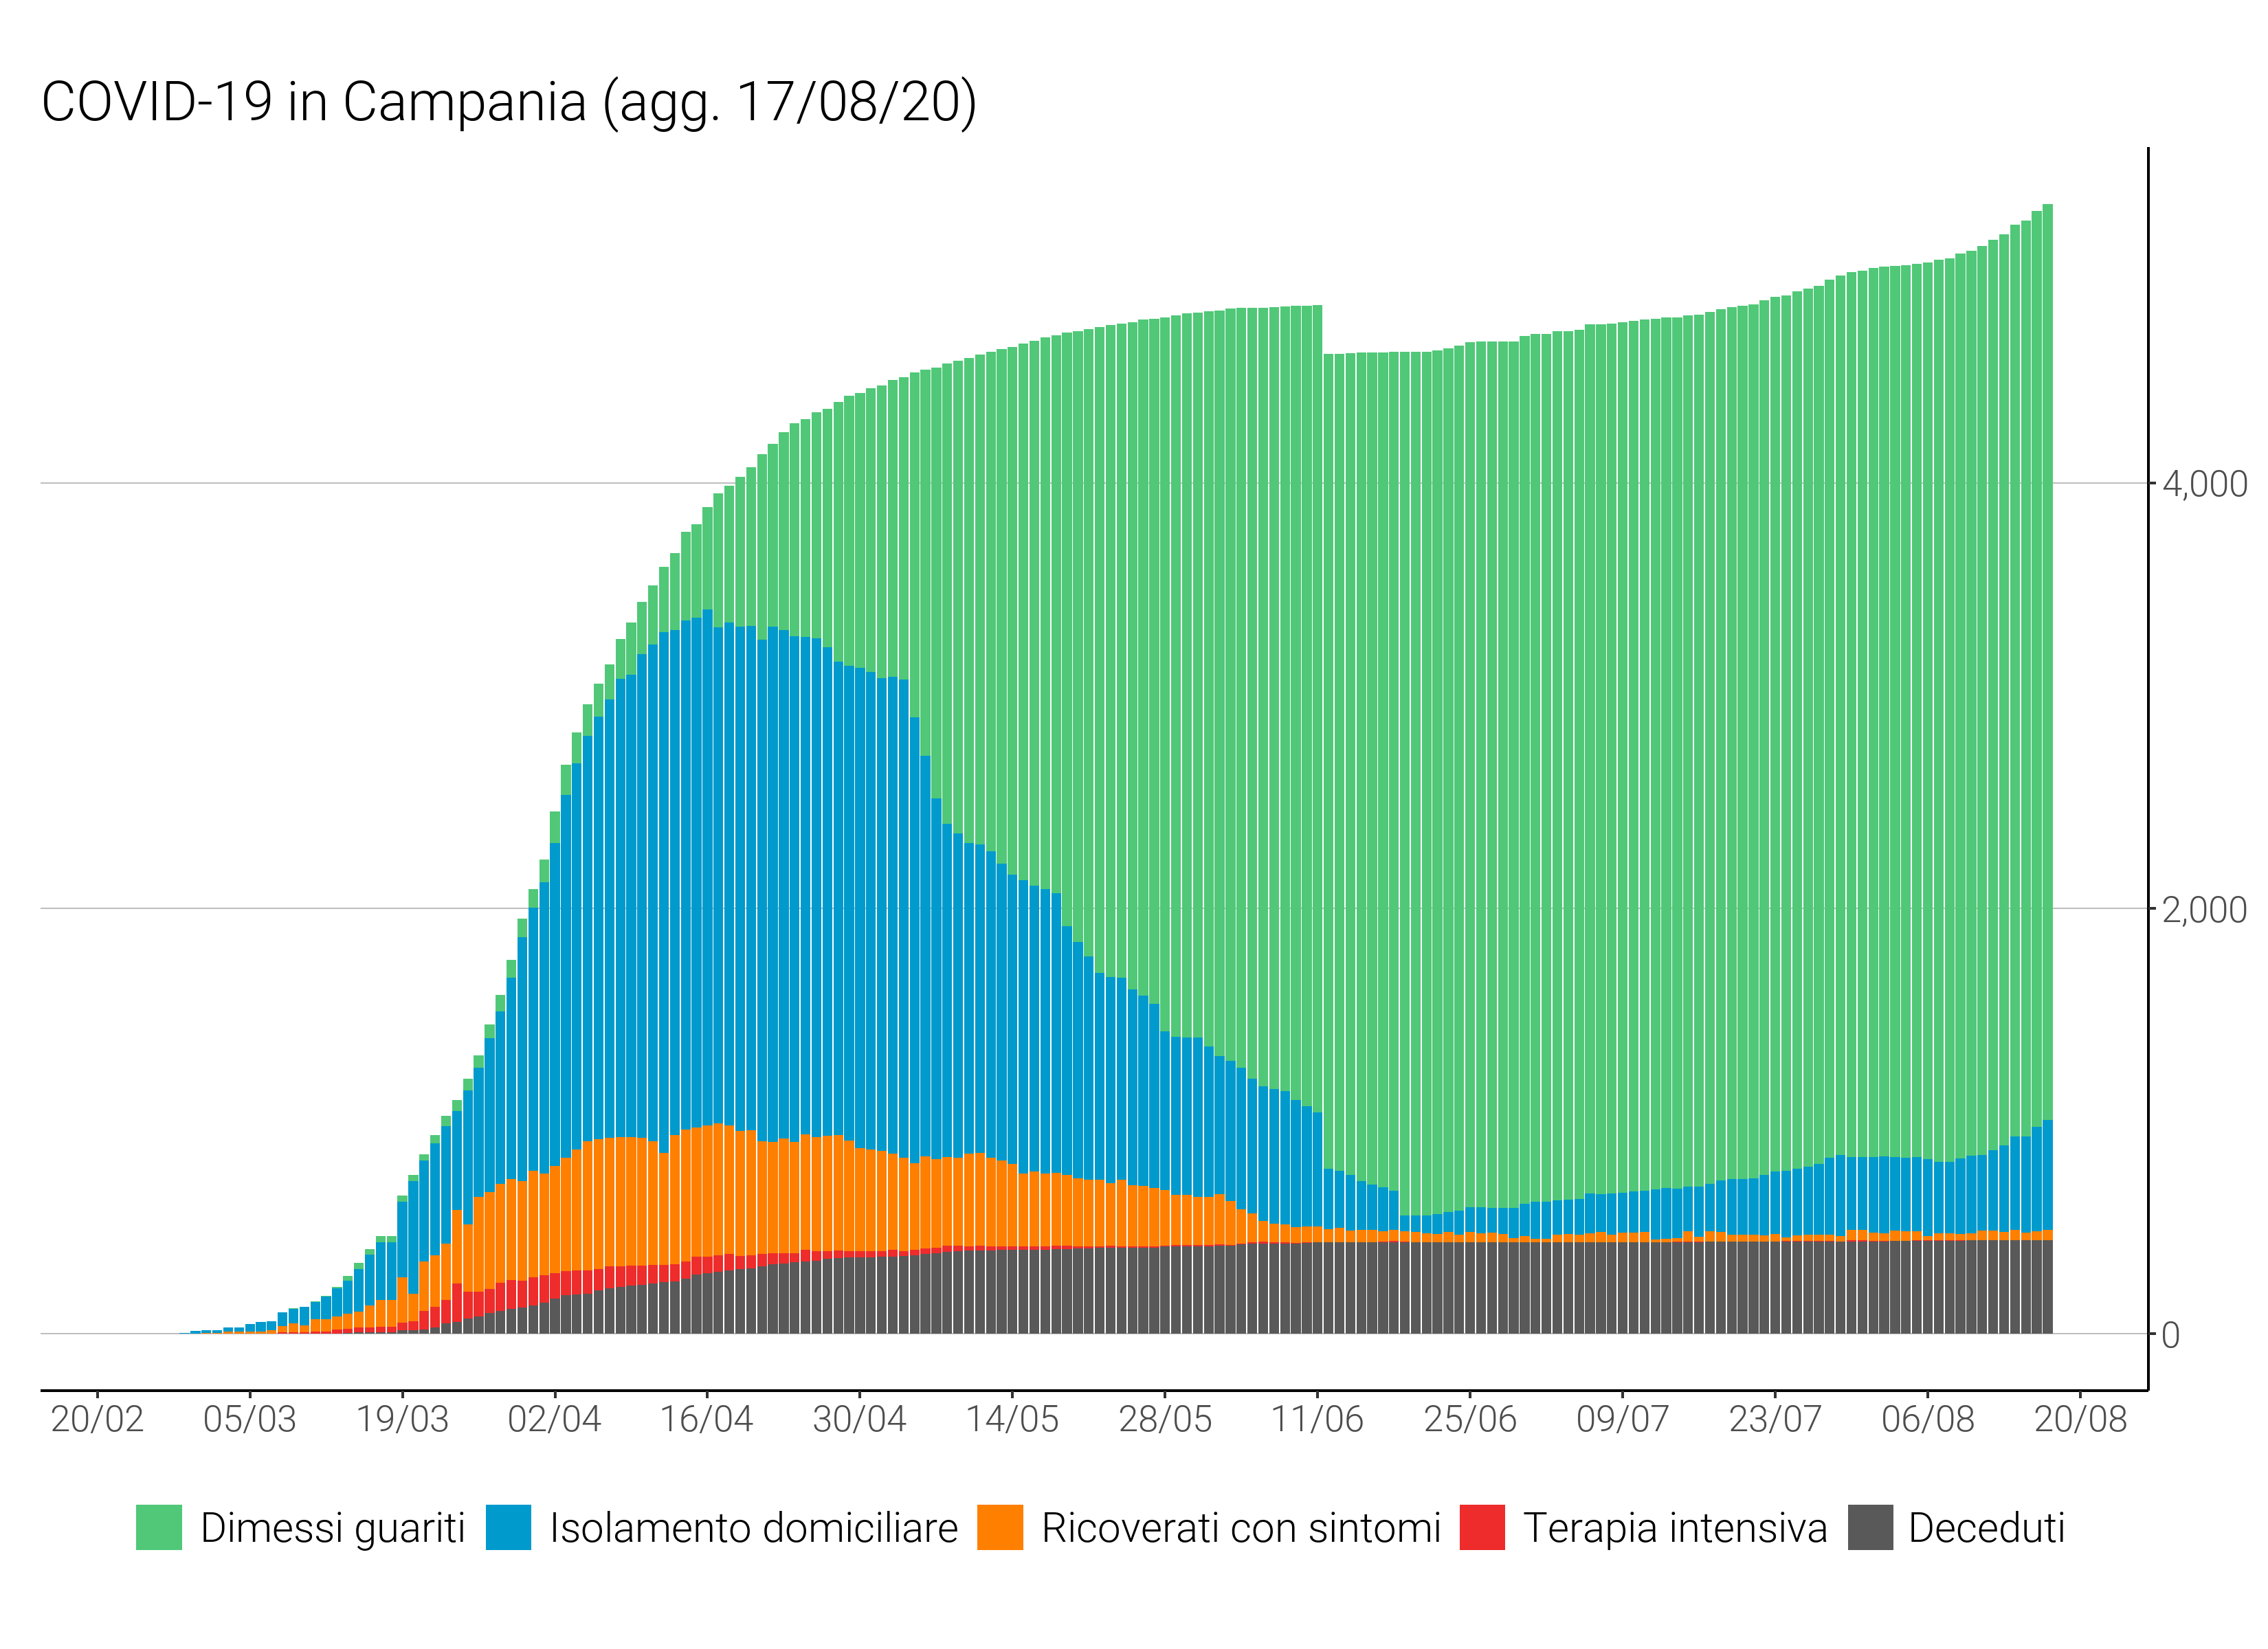 COVID-19 in Campania (agg. 17/08/20)
4,000
2,000
0
20/02 05/03 19/03 02/04 16/04 30/04 14/05 28/05 11/06 25/06 09/07 23/07 06/08 20/08
Dimessi guariti Isolamento domiciliare Ricoverati con sintomi Terapia intensiva Deceduti